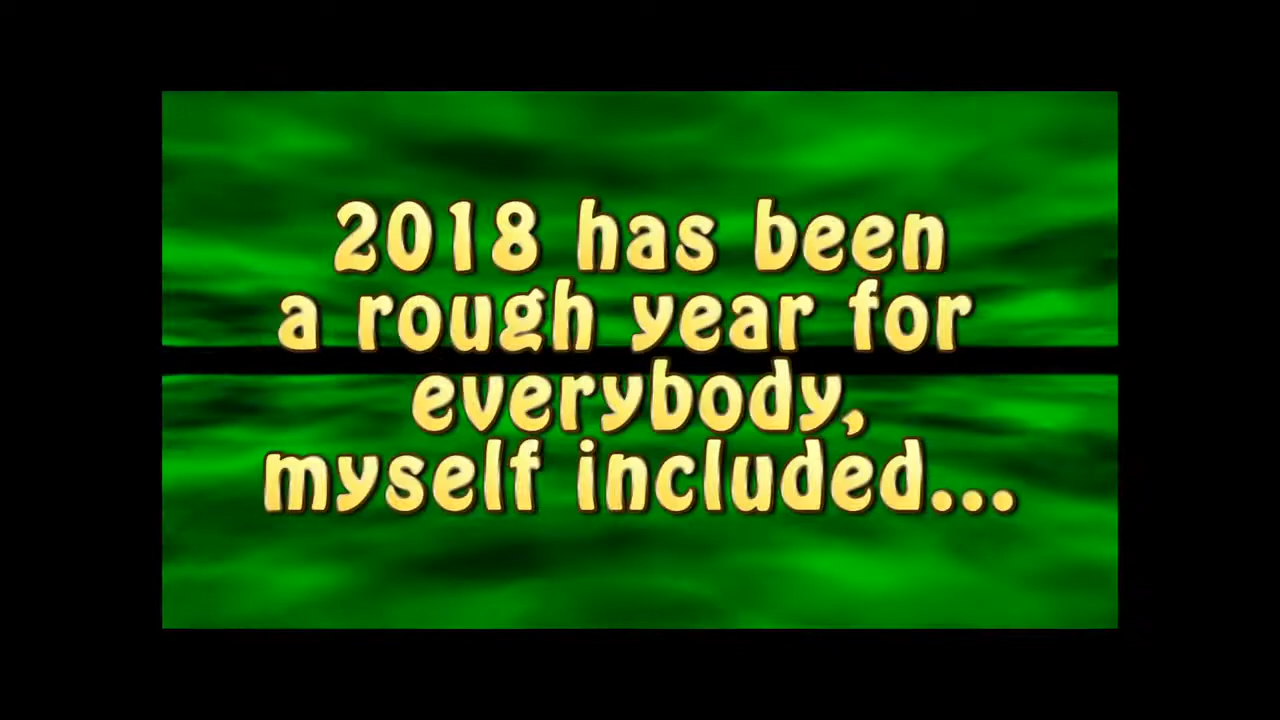 2018 has been
a rough year for
everybody,
myself included...